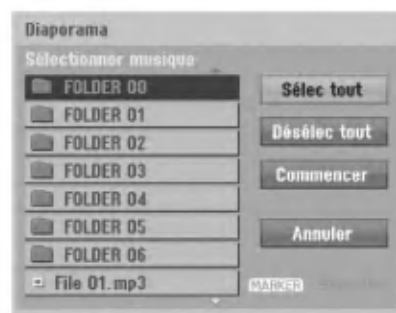 Diaporama
Sélectionner musique
FOLDER 00
FOLDER 01
FOLDER 02
FOLDER 03
FOLDER 04
FOLDER 05
FOLDER 06
File 01.mp3
Sélec tout
Désélec tout
Commencer
Annuler
MARKER